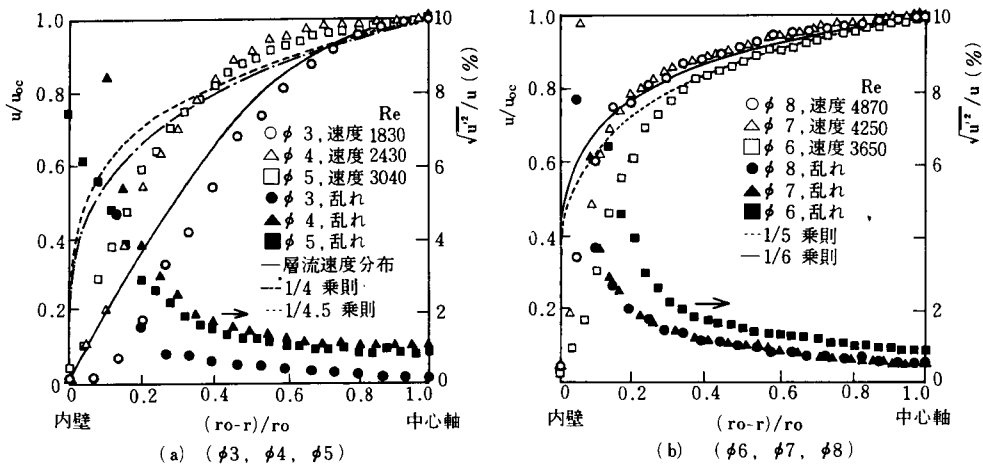 1.0
0.8
0.6
0.4
0.2
0
u/u_oc
10
8
6
4
2
0
√u'²/u (%)
Re
○ φ 3, 速度 1830
△ φ 4, 速度 2430
□ φ 5, 速度 3040
● φ 3, 乱れ
▲ φ 4, 乱れ
■ φ 5, 乱れ
— 層流速度分布
—·— 1/4 乗則
---- 1/4.5 乗則
→
0 0.2 0.4 0.6 0.8 1.0
内壁 (ro-r)/ro 中心軸
(a) (φ3, φ4, φ5)
1.0
0.8
0.6
0.4
0.2
u/u_oc
10
8
6
4
2
0
√u'²/u (%)
Re
○ φ 8, 速度 4870
△ φ 7, 速度 4250
□ φ 6, 速度 3650
● φ 8, 乱れ
▲ φ 7, 乱れ
■ φ 6, 乱れ
---- 1/5 乗則
— 1/6 乗則
→
0 0.2 0.4 0.6 0.8 1.0
内壁 (ro-r)/ro 中心軸
(b) (φ6, φ7, φ8)